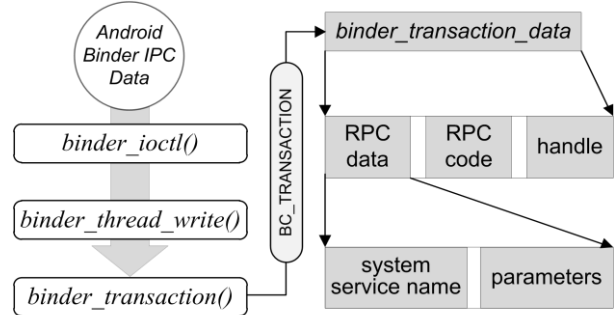 Android
Binder IPC
Data
binder_ioctl()
binder_thread_write()
binder_transaction()
BC_TRANSACTION
binder_transaction_data
RPC
data
RPC
code
handle
system
service name
parameters